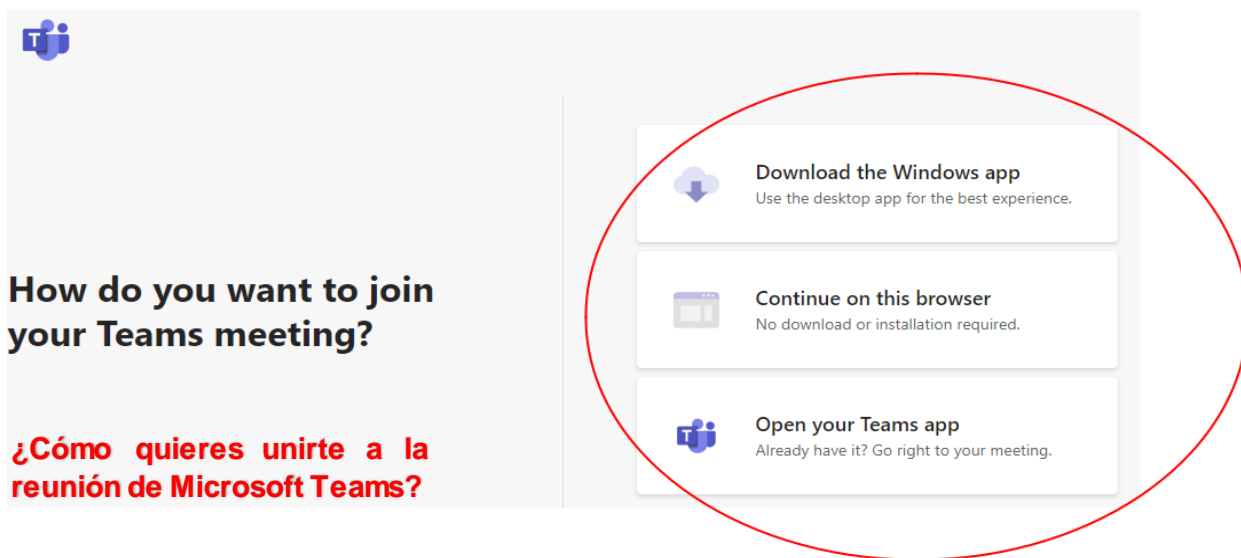 How do you want to join
your Teams meeting?
¿Cómo quieres unirte a la
reunión de Microsoft Teams?
Download the Windows app
Use the desktop app for the best experience.
Continue on this browser
No download or installation required.
Open your Teams app
Already have it? Go right to your meeting.